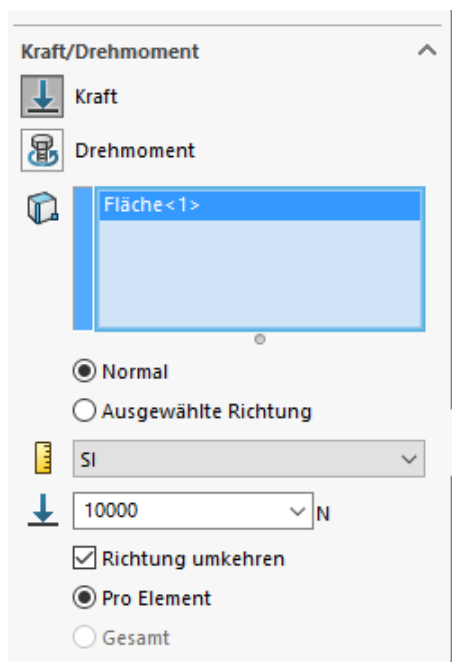 Kraft/Drehmoment
Kraft
Drehmoment
Fläche<1>
Normal
Ausgewählte Richtung
SI
10000 N
Richtung umkehren
Pro Element
Gesamt